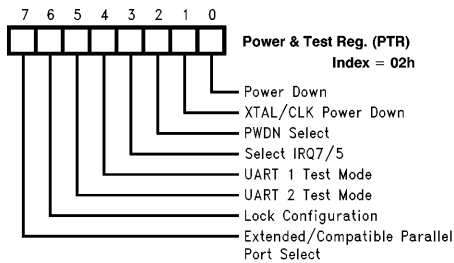 7 6 5 4 3 2 1 0
Power & Test Reg. (PTR)
Index = 02h
Power Down
XTAL/CLK Power Down
PWDN Select
Select IRQ7/5
UART 1 Test Mode
UART 2 Test Mode
Lock Configuration
Extended/Compatible Parallel
Port Select